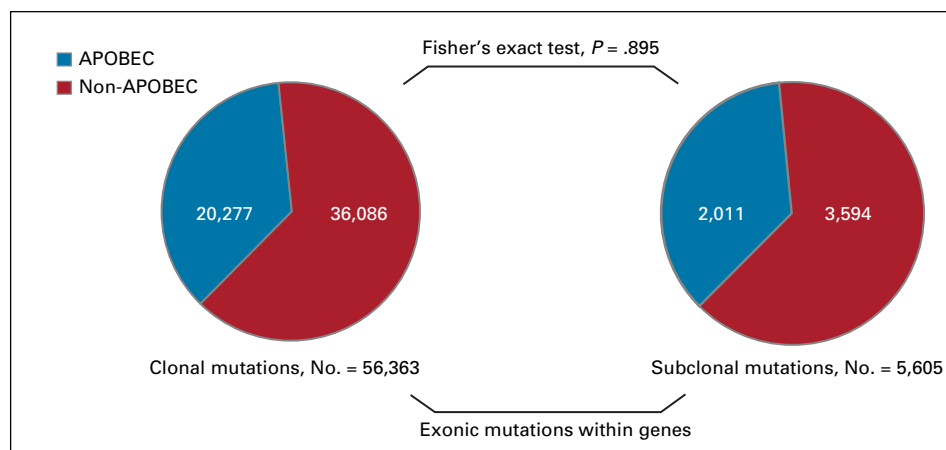 APOBEC
Non-APOBEC
Fisher's exact test, P = .895
20,277
36,086
2,011
3,594
Clonal mutations, No. = 56,363
Subclonal mutations, No. = 5,605
Exonic mutations within genes